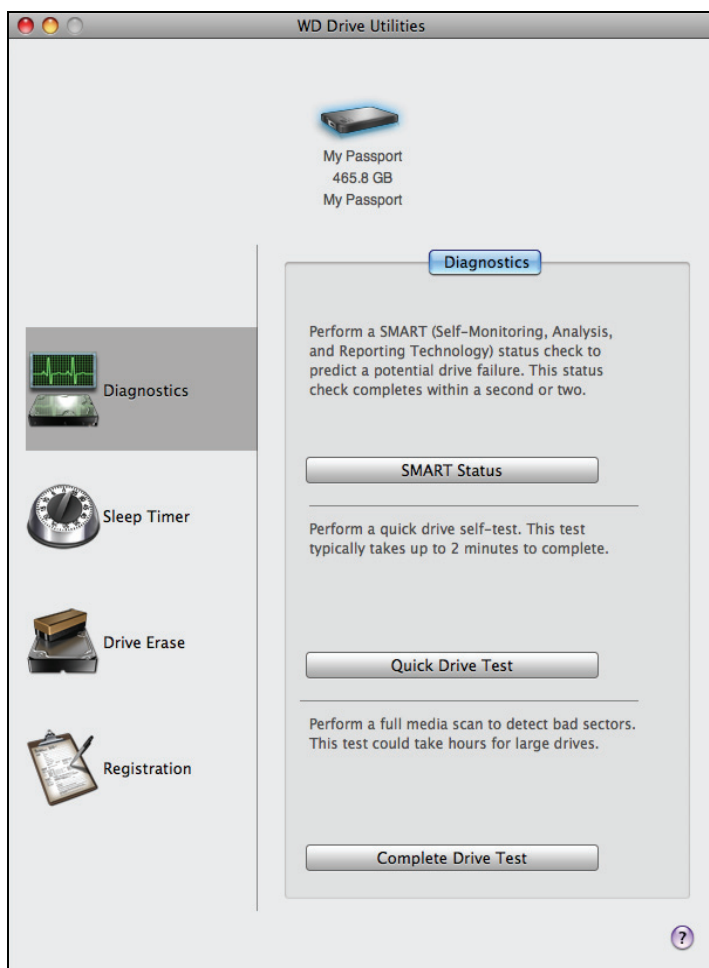 WD Drive Utilities
My Passport
465.8 GB
My Passport
Diagnostics
Sleep Timer
Drive Erase
Registration
Diagnostics
Perform a SMART (Self-Monitoring, Analysis,
and Reporting Technology) status check to
predict a potential drive failure. This status
check completes within a second or two.
SMART Status
Perform a quick drive self-test. This test
typically takes up to 2 minutes to complete.
Quick Drive Test
Perform a full media scan to detect bad sectors.
This test could take hours for large drives.
Complete Drive Test
?